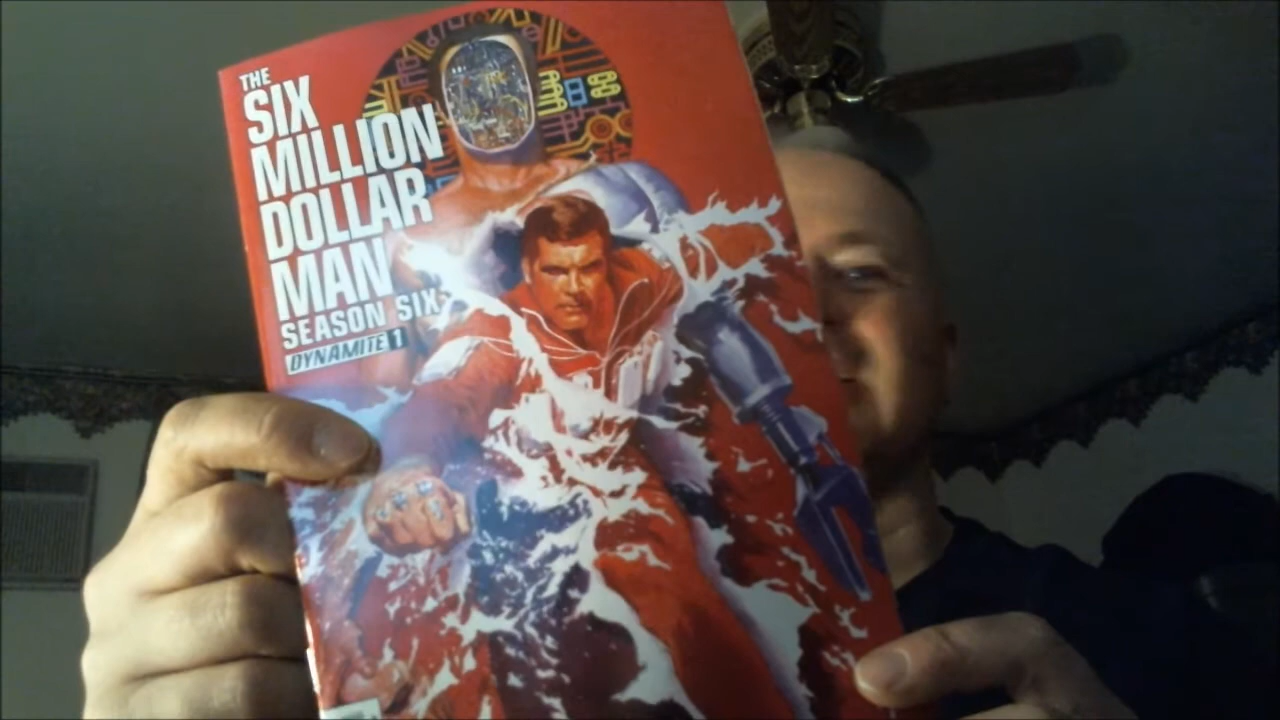 THE
SIX
MILLION
DOLLAR
MAN
SEASON SIX
DYNAMITE 1